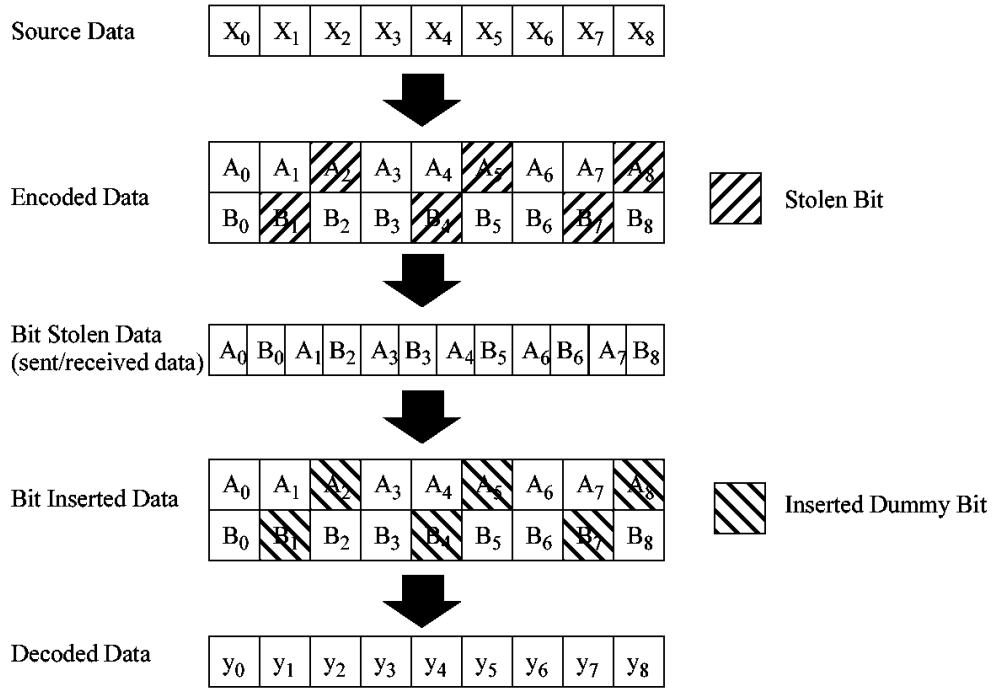 Source Data X₀ X₁ X₂ X₃ X₄ X₅ X₆ X₇ X₈
Encoded Data
A₀ A₁ A₂ A₃ A₄ A₅ A₆ A₇ A₈
B₀ B₁ B₂ B₃ B₄ B₅ B₆ B₇ B₈
Stolen Bit
Bit Stolen Data
(sent/received data)
A₀ B₀ A₁ B₂ A₃ B₃ A₄ B₅ A₆ B₆ A₇ B₈
Bit Inserted Data
A₀ A₁ A₂ A₃ A₄ A₅ A₆ A₇ A₈
B₀ B₁ B₂ B₃ B₄ B₅ B₆ B₇ B₈
Inserted Dummy Bit
Decoded Data y₀ y₁ y₂ y₃ y₄ y₅ y₆ y₇ y₈